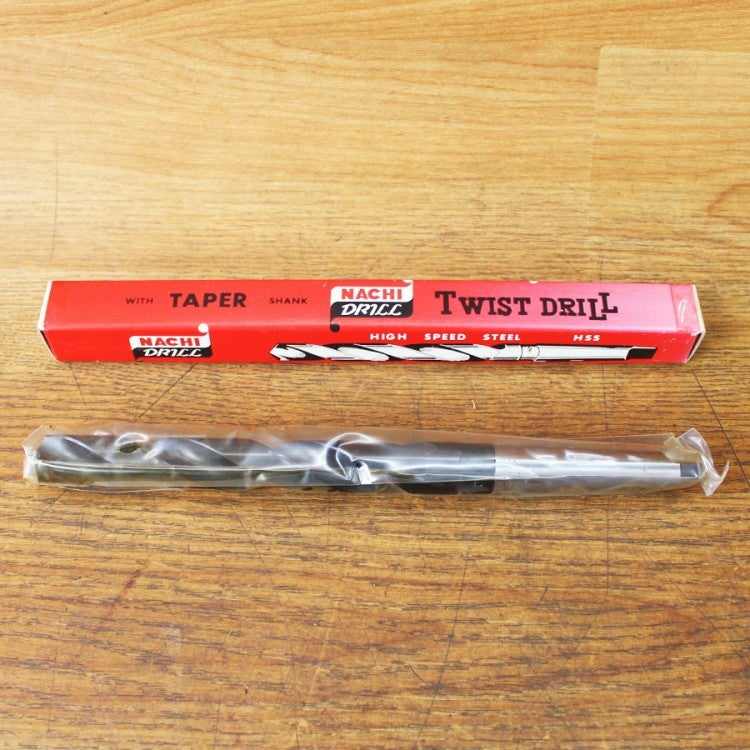 WITH TAPER SHANK NACHI DRILL TWIST DRILL
NACHI DRILL HIGH SPEED STEEL HSS